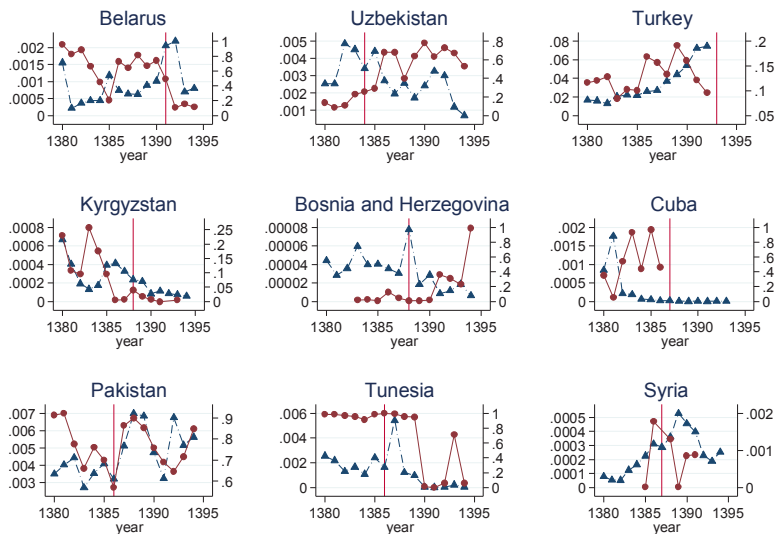 Belarus Uzbekistan Turkey
.002 .0015 .001 .0005 0 1 .8 .6 .4 .2 0 .005 .004 .003 .002 .001 .8 .6 .4 .2 0 .08 .06 .04 .02 0 .2 .15 .1 .05
1380 1385 1390 1395 1380 1385 1390 1395 1380 1385 1390 1395
year year year
Kyrgyzstan Bosnia and Herzegovina Cuba
.0008 .0006 .0004 .0002 0 .25 .2 .15 .1 .05 0 .00008 .00006 .00004 .00002 0 1 .8 .6 .4 .2 0 .002 .0015 .001 .0005 0 1 .8 .6 .4 .2 0
1380 1385 1390 1395 1380 1385 1390 1395 1380 1385 1390 1395
year year year
Pakistan Tunesia Syria
.007 .006 .005 .004 .003 .9 .8 .7 .6 .006 .004 .002 0 1 .8 .6 .4 .2 0 .0005 .0004 .0003 .0002 .0001 0 .002 .001 0
1380 1385 1390 1395 1380 1385 1390 1395 1380 1385 1390 1395
year year year